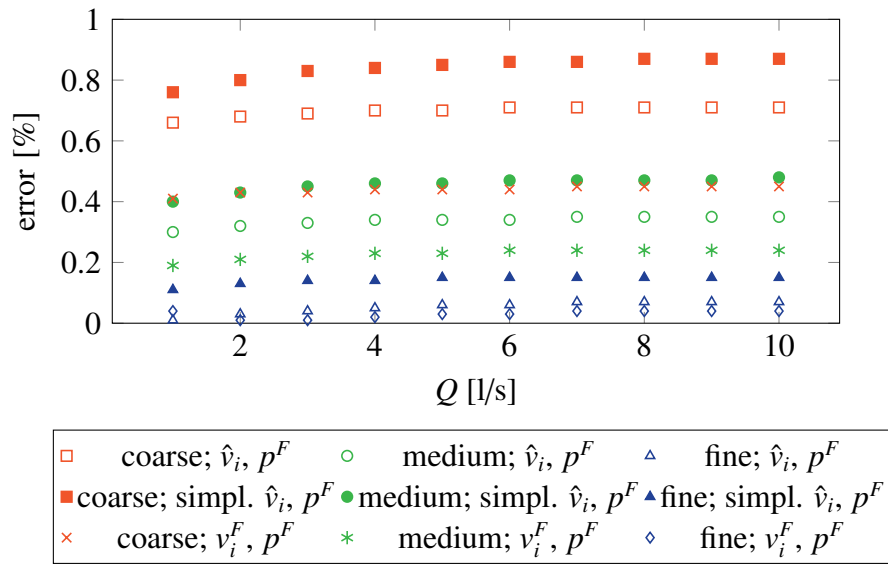 1
0.8
0.6
0.4
0.2
0
error [%]
2 4 6 8 10
Q [l/s]
coarse; v̂ᵢ, pF medium; v̂ᵢ, pF fine; v̂ᵢ, pF
coarse; simpl. v̂ᵢ, pF medium; simpl. v̂ᵢ, pF fine; simpl. v̂ᵢ, pF
coarse; vᵢF, pF medium; vᵢF, pF fine; vᵢF, pF